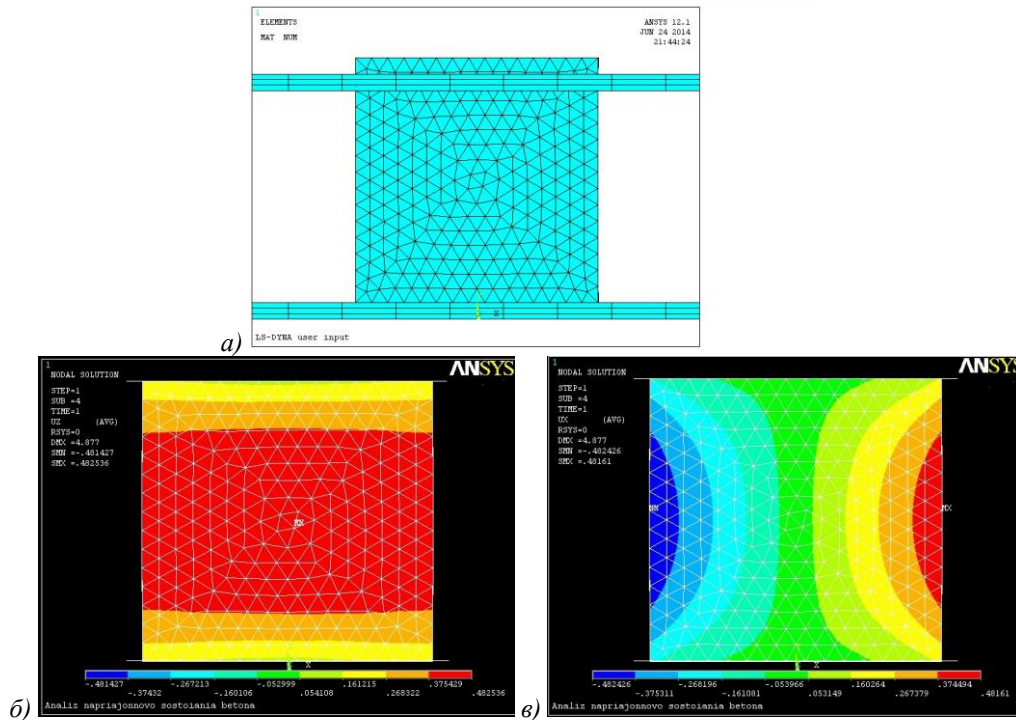 1
ELEMENTS
MAT NUM
ANSYS 12.1
JUN 24 2014
21:44:24
X
LS-DYNA user input
а)
1
NODAL SOLUTION
STEP=1
SUB =4
TIME=1
UZ (AVG)
RSYS=0
DMX =4.877
SMN =-.481427
SMX =.482536
ANSYS
MX
X
-.481427 -.267213 -.052999 .161215 .375429
-.37432 -.160106 .054108 .268322 .482536
Analiz napriajonnovo sostoiania betona
б)
1
NODAL SOLUTION
STEP=1
SUB =4
TIME=1
UX (AVG)
RSYS=0
DMX =4.877
SMN =-.482426
SMX =.48161
ANSYS
MN
MX
X
-.482426 -.268196 -.053966 .160264 .374494
-.375311 -.161081 .053149 .267379 .48161
Analiz napriajonnovo sostoiania betona
в)